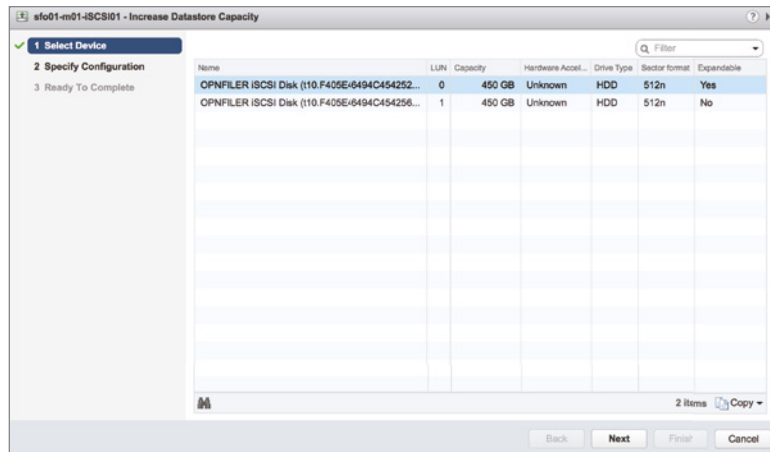 sfo01-m01-iSCSI01 - Increase Datastore Capacity
1 Select Device
2 Specify Configuration
3 Ready To Complete
Filter
Name LUN Capacity Hardware Accel... Drive Type Sector format Expandable
OPNFILER iSCSI Disk (t10.F405E46494C454252... 0 450 GB Unknown HDD 512n Yes
OPNFILER iSCSI Disk (t10.F405E46494C454256... 1 450 GB Unknown HDD 512n No
2 items Copy
Back Next Finish Cancel